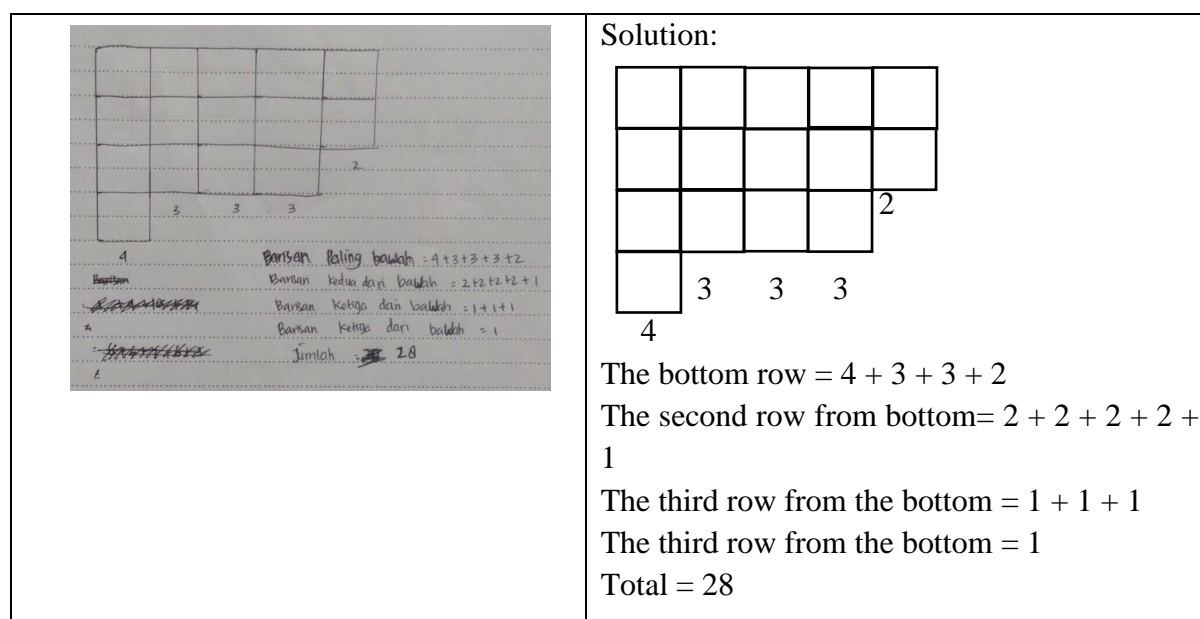 2
3 3 3
4
Barisan Paling bawah = 4+3+3+3+2
Barisan kedua dari bawah = 2+2+2+2+1
Barisan ketiga dari bawah = 1+1+1
Barisan ketiga dari bawah = 1
Jumlah = 28
Solution:
2
3 3 3
4
The bottom row = 4 + 3 + 3 + 2
The second row from bottom= 2 + 2 + 2 + 2 +
1
The third row from the bottom = 1 + 1 + 1
The third row from the bottom = 1
Total = 28